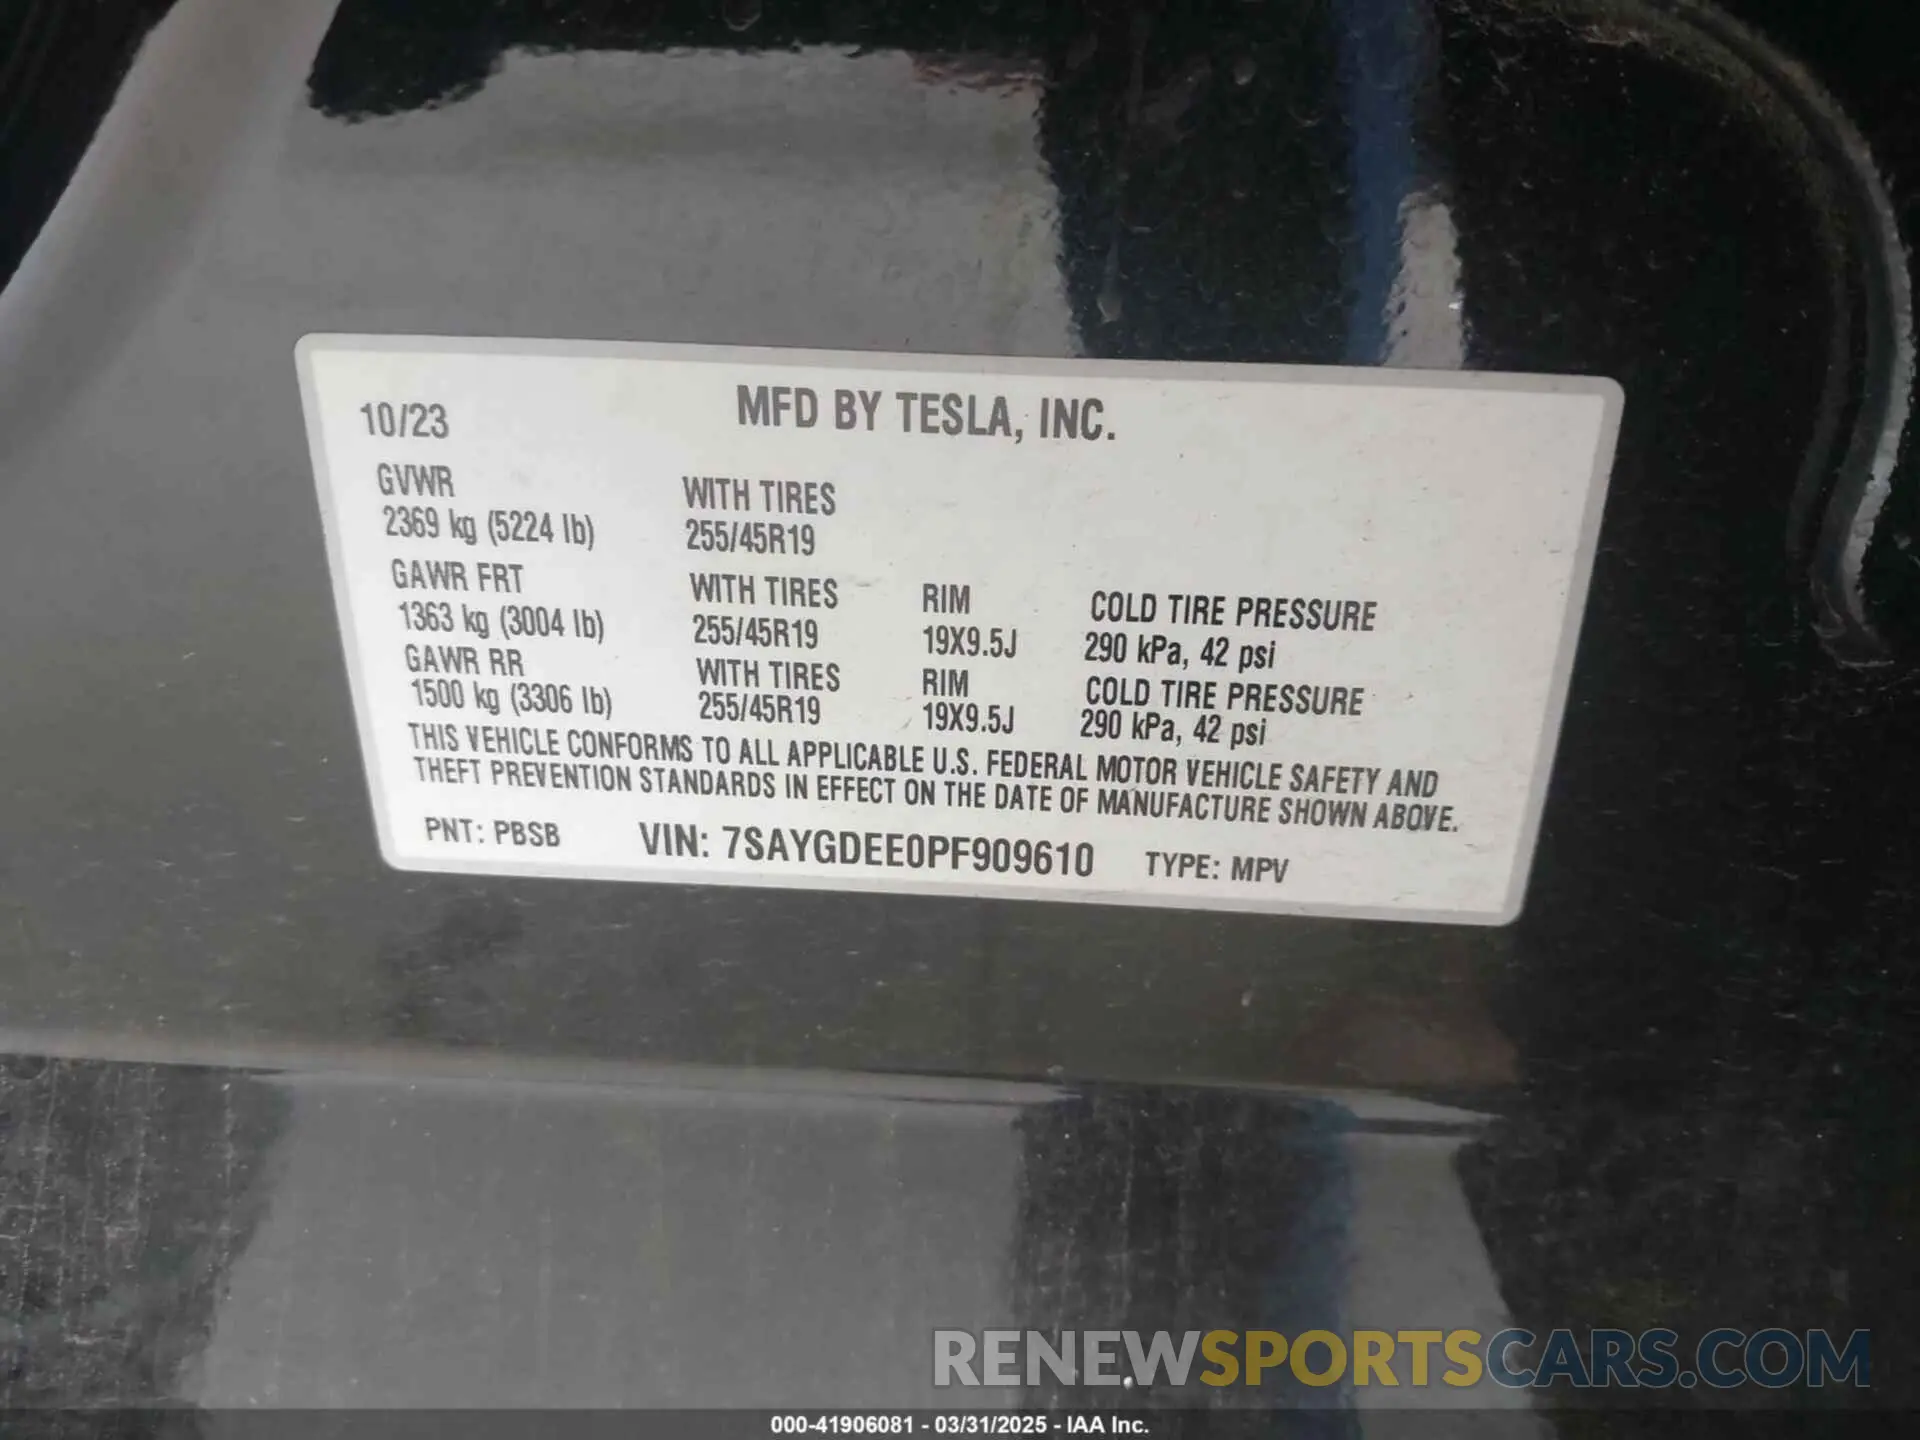 10/23 MFD BY TESLA, INC.
GVWR WITH TIRES
2369 kg (5224 lb) 255/45R19
GAWR FRT WITH TIRES RIM COLD TIRE PRESSURE
1363 kg (3004 lb) 255/45R19 19X9.5J 290 kPa, 42 psi
GAWR RR WITH TIRES RIM COLD TIRE PRESSURE
1500 kg (3306 lb) 255/45R19 19X9.5J 290 kPa, 42 psi
THIS VEHICLE CONFORMS TO ALL APPLICABLE U.S. FEDERAL MOTOR VEHICLE SAFETY AND
THEFT PREVENTION STANDARDS IN EFFECT ON THE DATE OF MANUFACTURE SHOWN ABOVE.
PNT: PBSB VIN: 7SAYGDEE0PF909610 TYPE: MPV
RENEWSPORTSCARS.COM
000-41906081 - 03/31/2025 - IAA Inc.